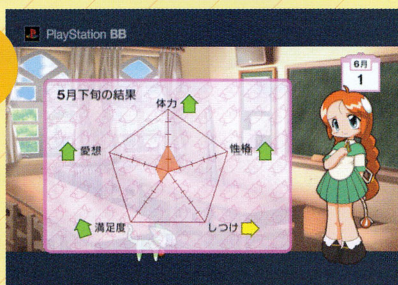 PlayStation BB
6月
1
5月下旬の結果
体力
愛想
性格
満足度
しつけ